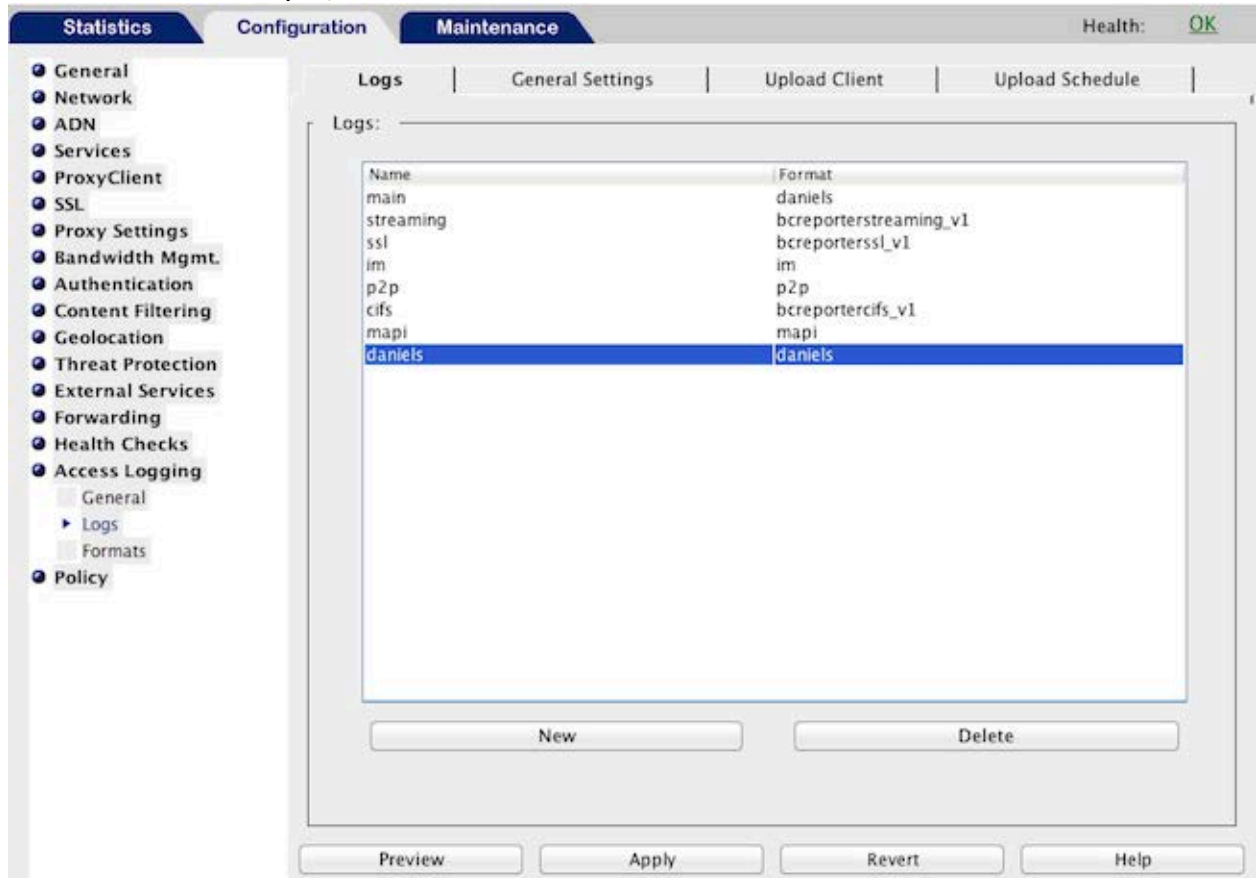 Statistics Configuration Maintenance Health: OK
General
Network
ADN
Services
ProxyClient
SSL
Proxy Settings
Bandwidth Mgmt.
Authentication
Content Filtering
Geolocation
Threat Protection
External Services
Forwarding
Health Checks
Access Logging
General
Logs
Formats
Policy
Logs General Settings Upload Client Upload Schedule
Logs:
Name Format
main daniels
streaming bcreporterstreaming_v1
ssl bcreporterssl_v1
im im
p2p p2p
cifs bcreportercifs_v1
mapi mapi
daniels daniels
New Delete
Preview Apply Revert Help